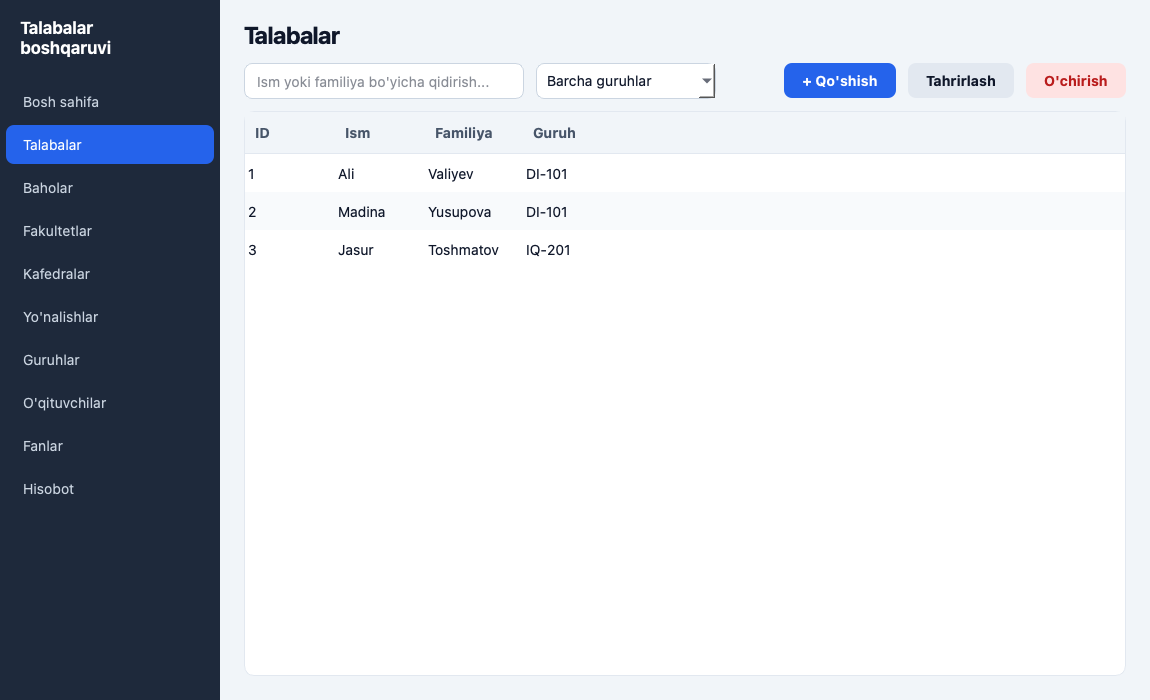 Talabalar
boshqaruvi
Bosh sahifa
Talabalar
Baholar
Fakultetlar
Kafedralar
Yo'nalishlar
Guruhlar
O'qituvchilar
Fanlar
Hisobot
Talabalar
Ism yoki familiya bo'yicha qidirish... Barcha guruhlar + Qo'shish Tahrirlash O'chirish
ID Ism Familiya Guruh
1 Ali Valiyev DI-101
2 Madina Yusupova DI-101
3 Jasur Toshmatov IQ-201